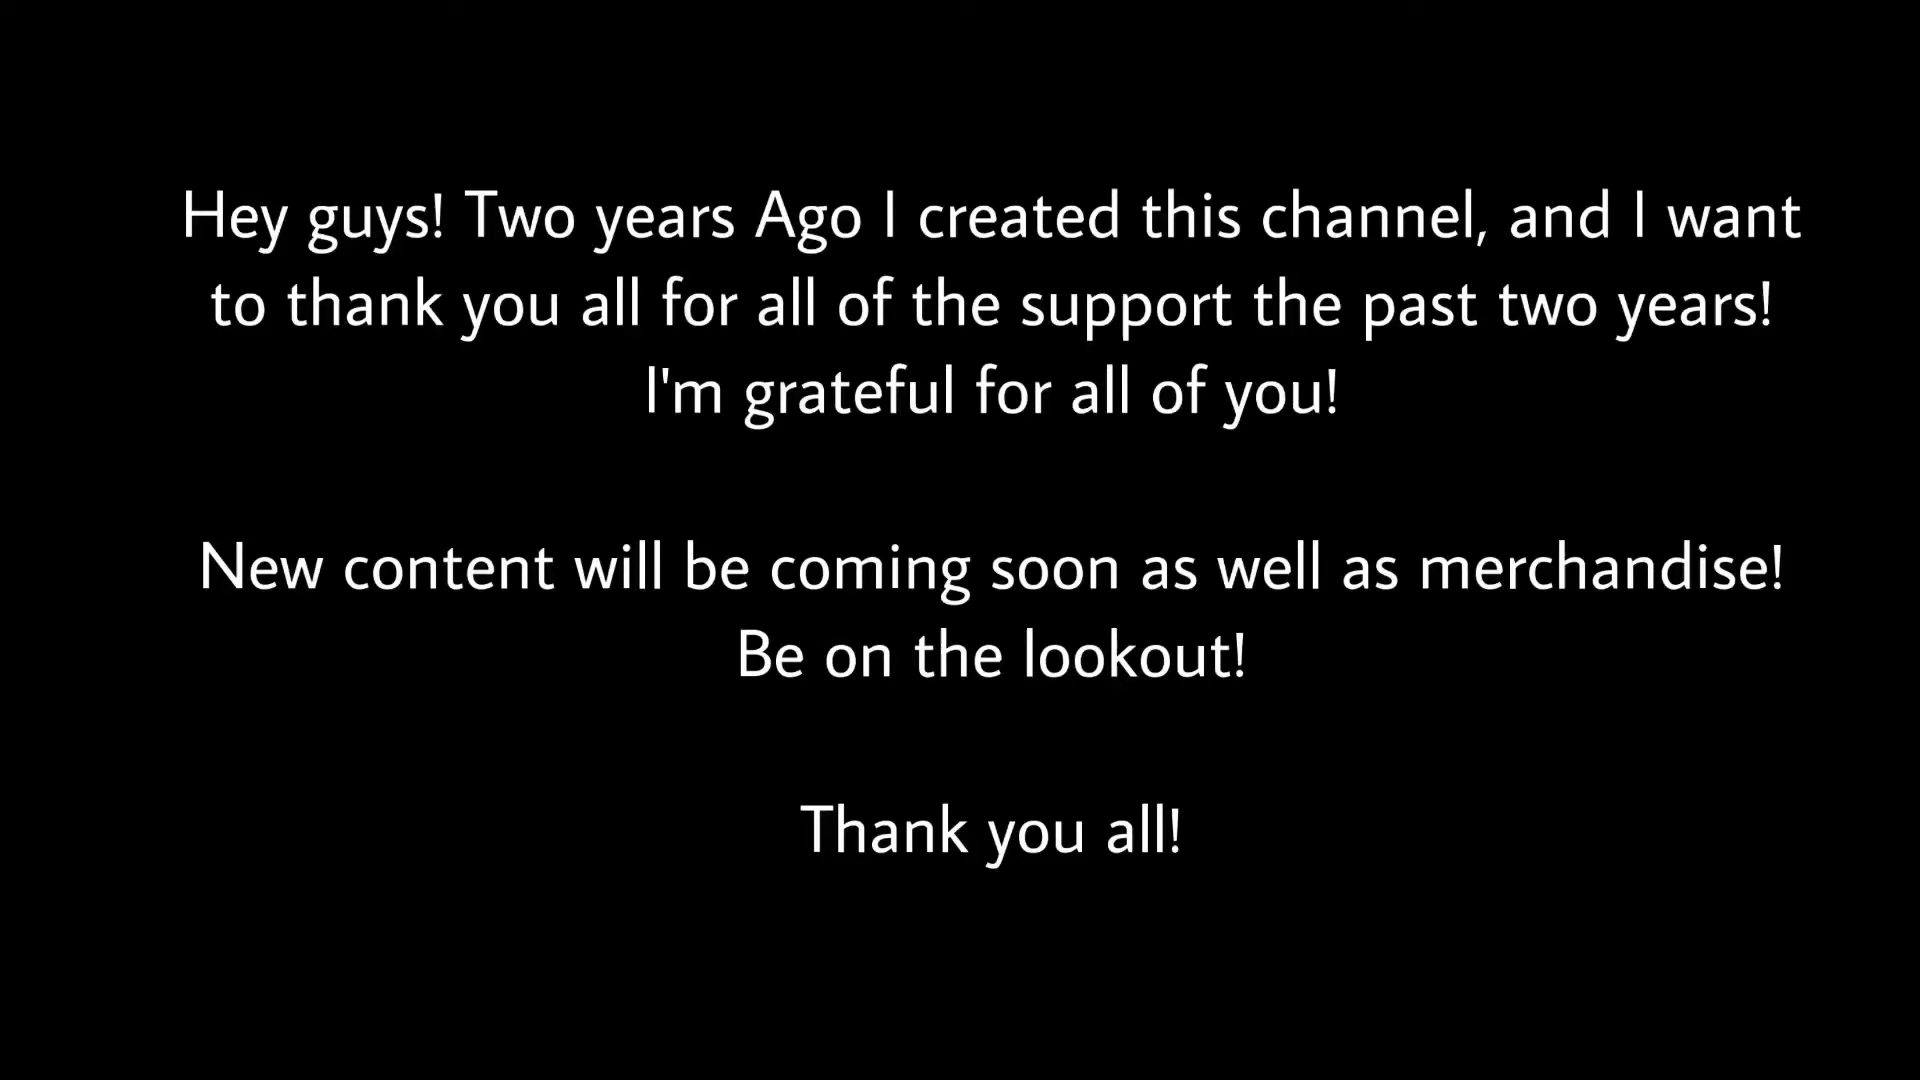 Hey guys! Two years Ago I created this channel, and I want
to thank you all for all of the support the past two years!
I'm grateful for all of you!
New content will be coming soon as well as merchandise!
Be on the lookout!
Thank you all!